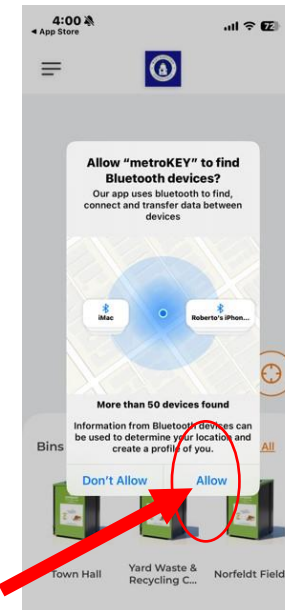 4:00
72
App Store
Allow “metroKEY” to find
Bluetooth devices?
Our app uses bluetooth to find,
connect and transfer data between
devices
iMac
Roberto's iPhon...
More than 50 devices found
Information from Bluetooth devices can
be used to determine your location and
create a profile of you.
Bins
All
Don't Allow
Allow
Town Hall
Yard Waste &
Recycling C...
Norfeldt Field